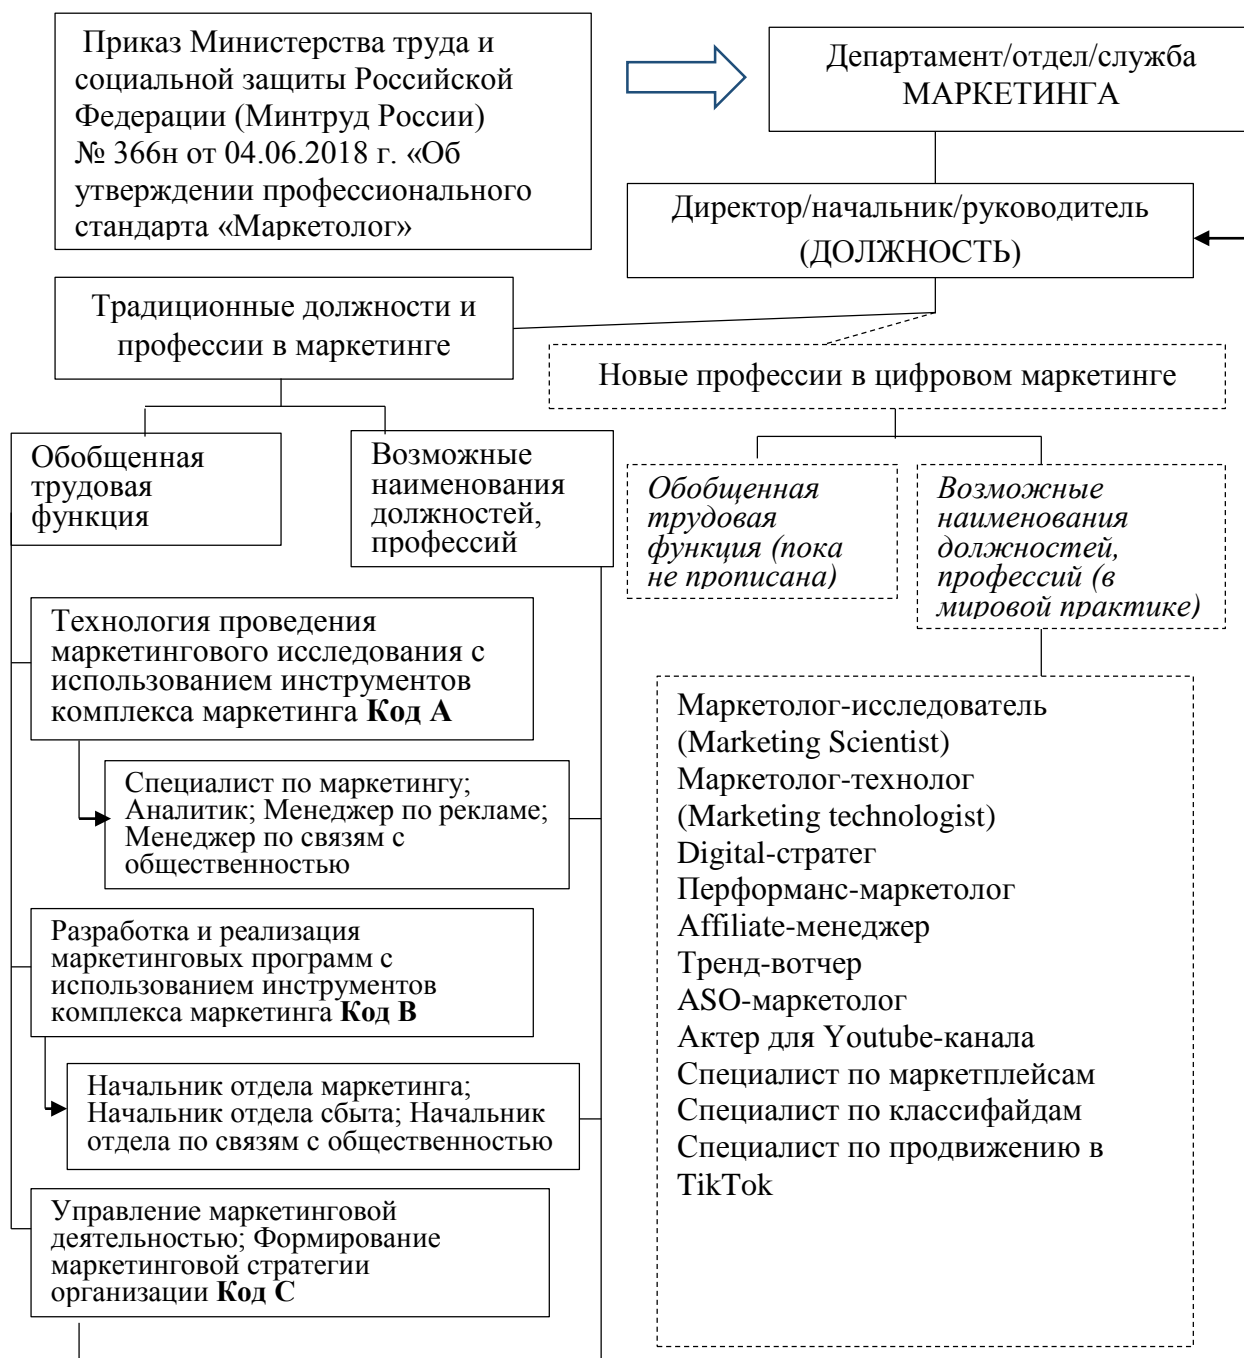 Приказ Министерства труда и
социальной защиты Российской
Федерации (Минтруд России)
№ 366н от 04.06.2018 г. «Об
утверждении профессионального
стандарта «Маркетолог»
Департамент/отдел/служба
МАРКЕТИНГА
Директор/начальник/руководитель
(ДОЛЖНОСТЬ)
Традиционные должности и
профессии в маркетинге
Новые профессии в цифровом маркетинге
Обобщенная
трудовая
функция
Возможные
наименования
должностей,
профессий
Обобщенная
трудовая
функция (пока
не прописана)
Возможные
наименования
должностей,
профессий (в
мировой практике)
Технология проведения
маркетингового исследования с
использованием инструментов
комплекса маркетинга Код А
Специалист по маркетингу;
Аналитик; Менеджер по рекламе;
Менеджер по связям с
общественностью
Разработка и реализация
маркетинговых программ с
использованием инструментов
комплекса маркетинга Код В
Начальник отдела маркетинга;
Начальник отдела сбыта; Начальник
отдела по связям с общественностью
Управление маркетинговой
деятельностью; Формирование
маркетинговой стратегии
организации Код С
Маркетолог-исследователь
(Marketing Scientist)
Маркетолог-технолог
(Marketing technologist)
Digital-стратег
Перформанс-маркетолог
Affiliate-менеджер
Тренд-вотчер
ASO-маркетолог
Актер для Youtube-канала
Специалист по маркетплейсам
Специалист по классифайдам
Специалист по продвижению в
TikTok